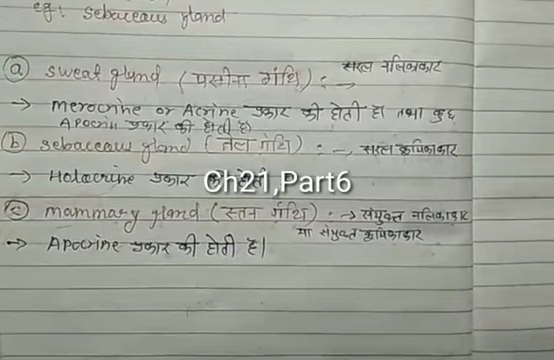 eg:, sebaceous gland
(a) sweat gland (पसीना ग्रंथि) :- सरल नलिकाकार
→ Merocrine or Acrine प्रकार की होती है। तथा कुछ
Apocrin प्रकार की होती है।
(b) sebaceous gland (तेल ग्रंथि) :- सरल कूपिकाकार
→ Holocrine प्रकार की होती
Ch21,Part6
(c) mammary gland (स्तन ग्रंथि) :→ संयुक्त नलिकाकार
या संयुक्त कूपिकाकार
→ Apocrine प्रकार की होती है।